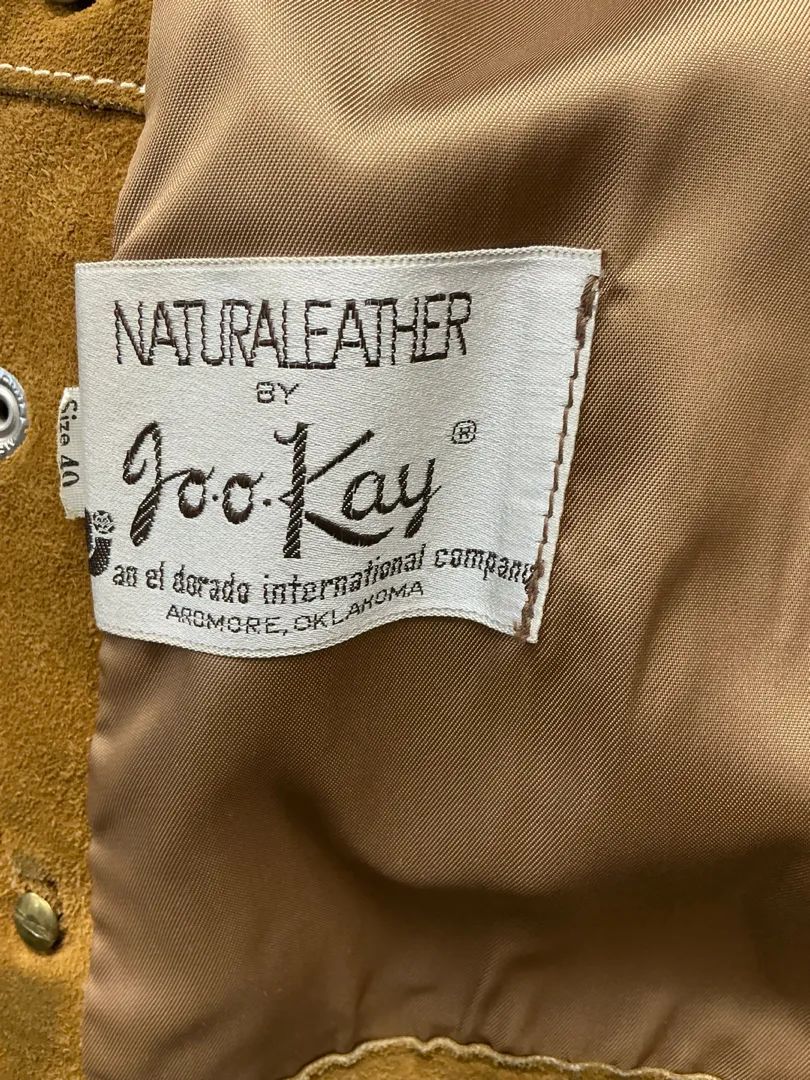 NATURALEATHER
BY
Joo-Kay ®
an el dorado international company
ARDMORE, OKLAHOMA
Size 40